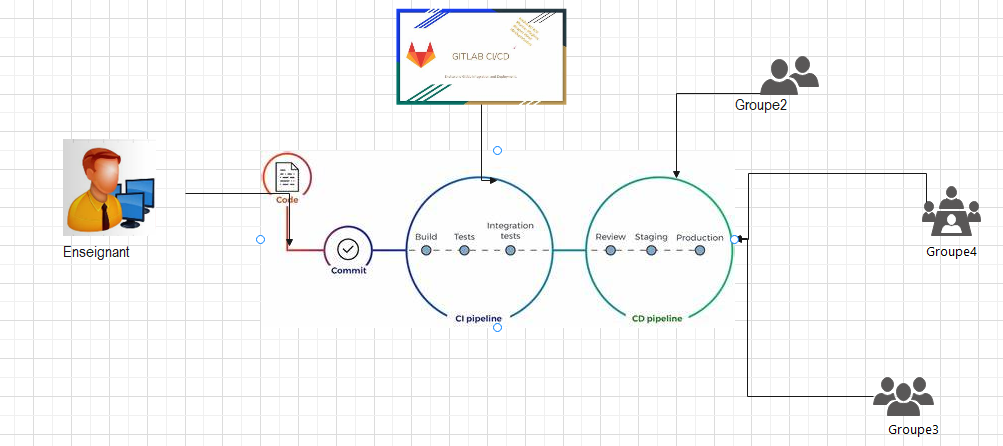 GITLAB CI/CD
Groupe2
Code
Enseignant
Commit
Build
Tests
Integration
tests
Review
Staging
Production
Groupe4
CI pipeline
CD pipeline
Groupe3